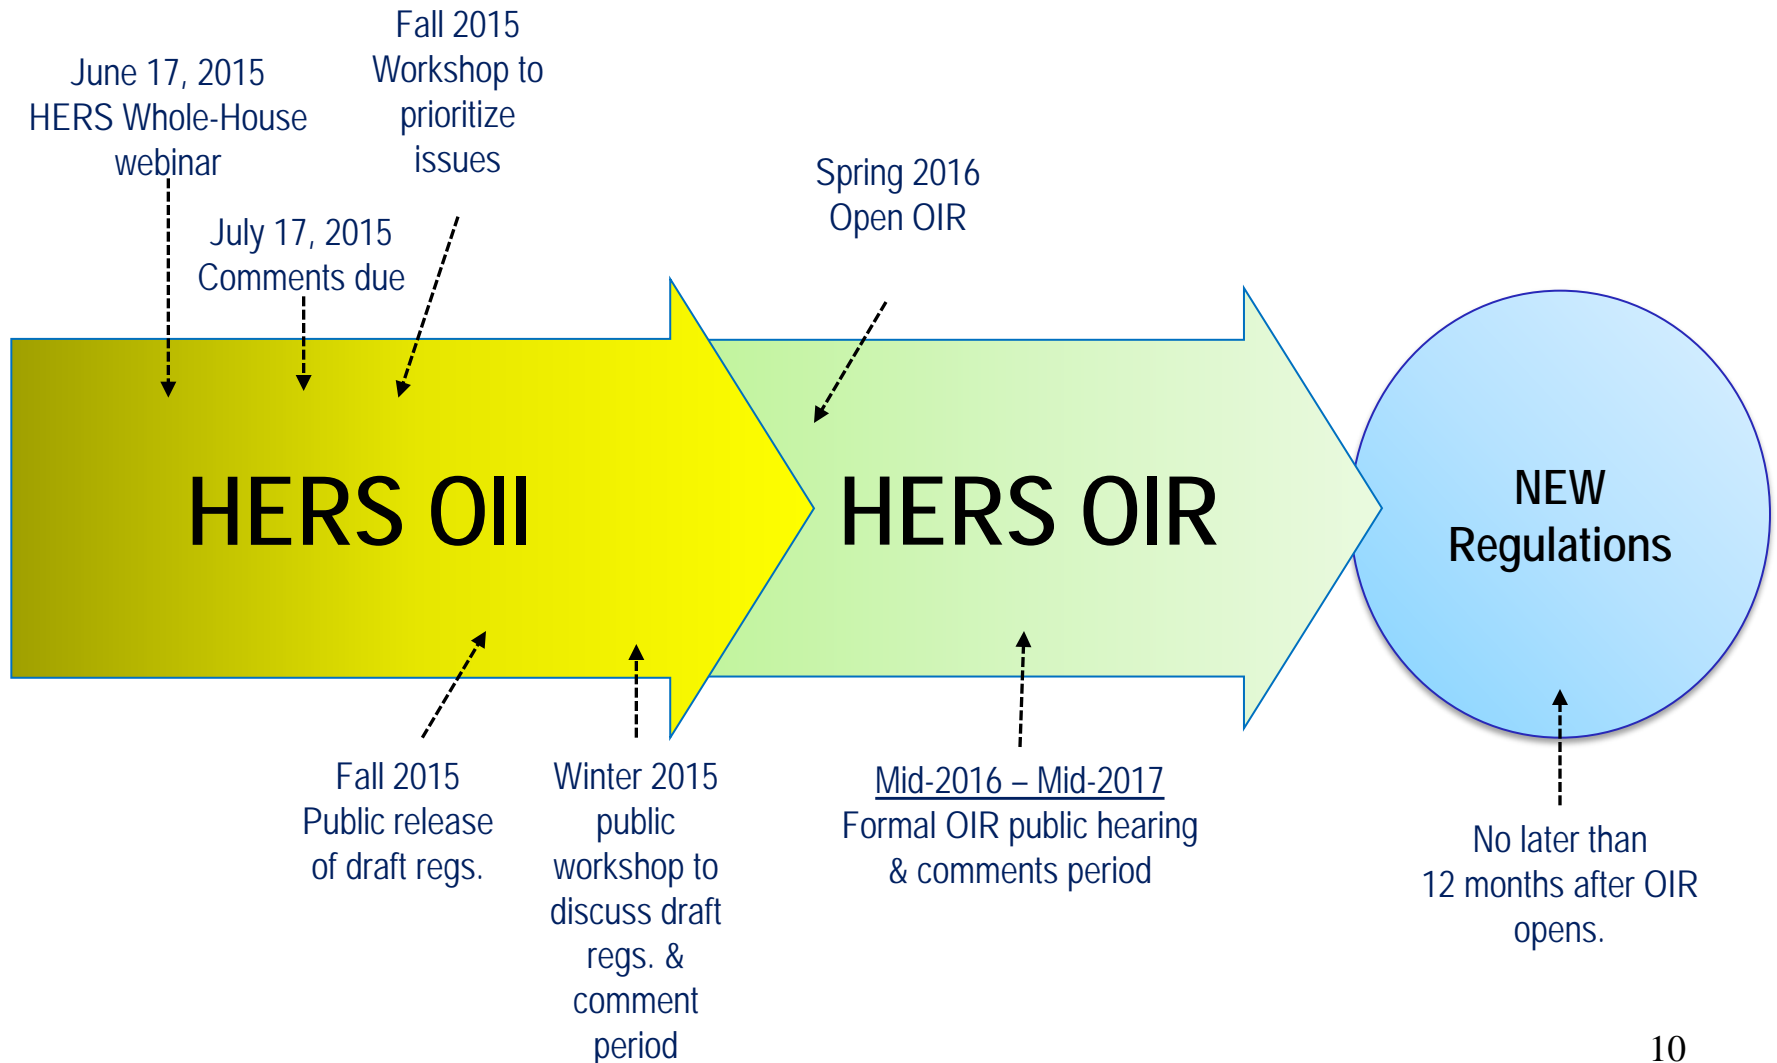 Fall 2015
Workshop to
prioritize
issues
June 17, 2015
HERS Whole-House
webinar
July 17, 2015
Comments due
Spring 2016
Open OIR
HERS OII
HERS OIR
NEW
Regulations
Fall 2015
Public release
of draft regs.
Winter 2015
public
workshop to
discuss draft
regs. &
comment
period
Mid-2016 – Mid-2017
Formal OIR public hearing
& comments period
No later than
12 months after OIR
opens.
10